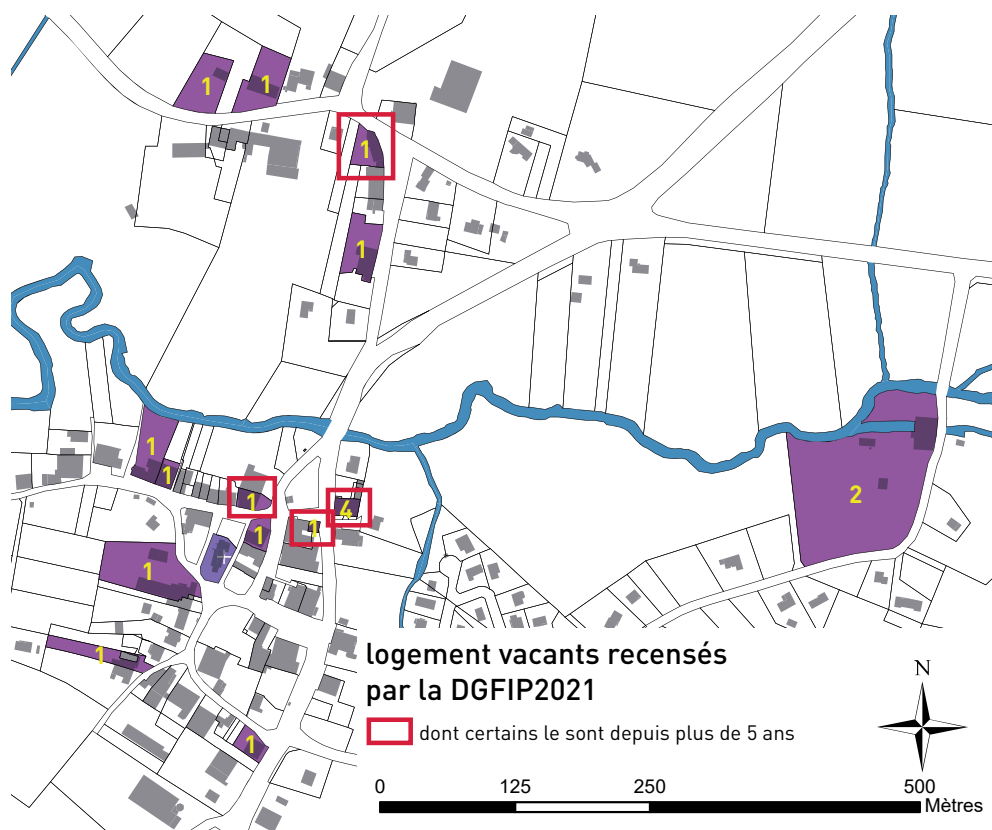 1
1
1
1
1
1
1
4
1
1
2
1
1
1
logement vacants recensés
par la DGFIP2021
dont certains le sont depuis plus de 5 ans
N
0 125 250 500
Mètres